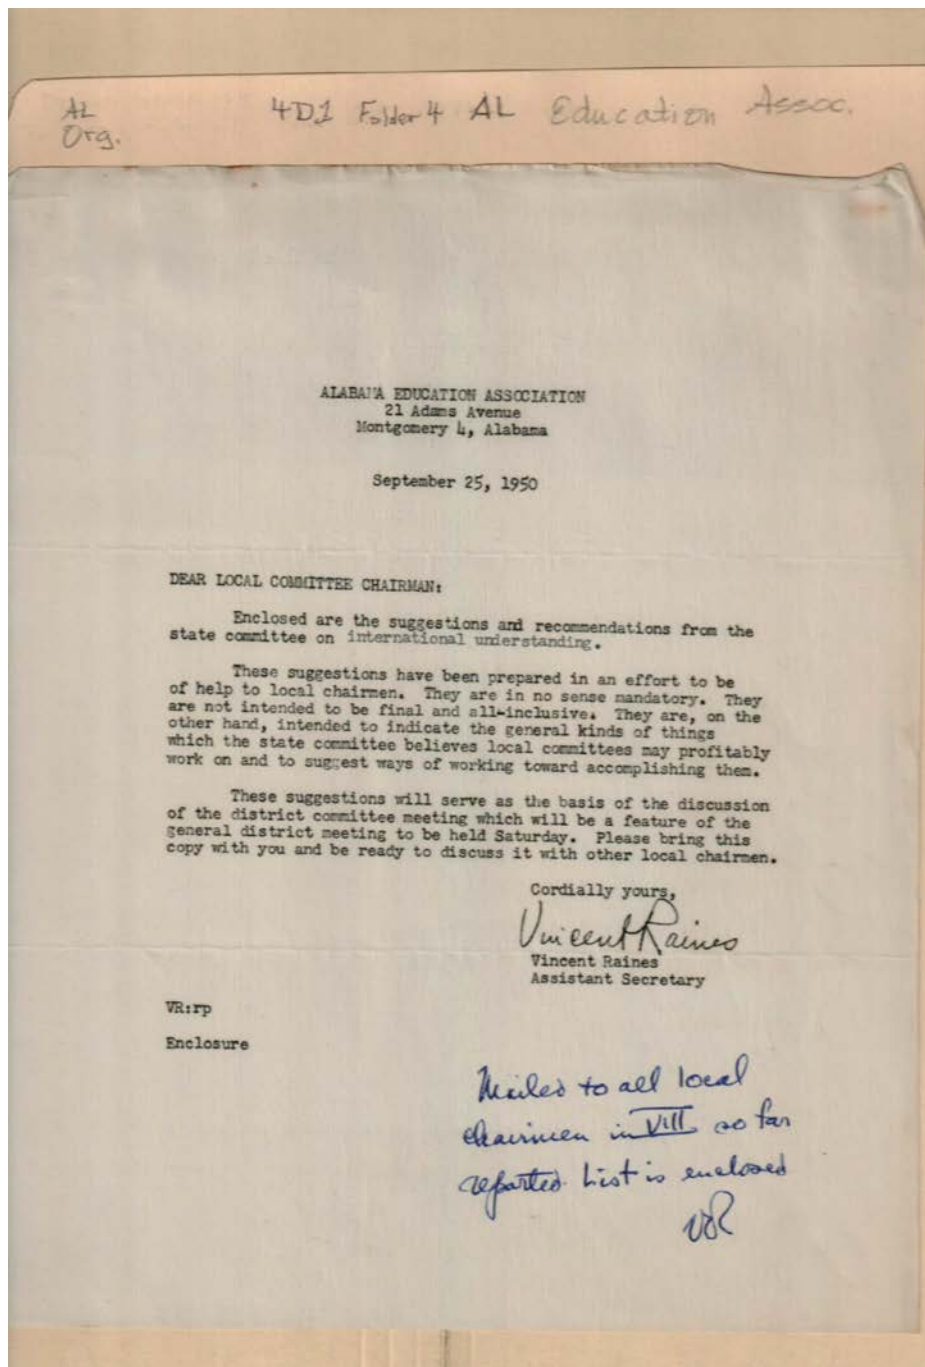 AL 4D1 Folder 4 AL Education Assoc.
Org.
ALABAMA EDUCATION ASSOCIATION
21 Adams Avenue
Montgomery 4, Alabama
September 25, 1950
DEAR LOCAL COMMITTEE CHAIRMAN:
Enclosed are the suggestions and recommendations from the
state committee on international understanding.
These suggestions have been prepared in an effort to be
of help to local chairmen. They are in no sense mandatory. They
are not intended to be final and all-inclusive. They are, on the
other hand, intended to indicate the general kinds of things
which the state committee believes local committees may profitably
work on and to suggest ways of working toward accomplishing them.
These suggestions will serve as the basis of the discussion
of the district committee meeting which will be a feature of the
general district meeting to be held Saturday. Please bring this
copy with you and be ready to discuss it with other local chairmen.
Cordially yours,
Vincent Raines
Vincent Raines
Assistant Secretary
VR:rp
Enclosure
Mailed to all local
chairmen in VIII so far
reported. List is enclosed
VR